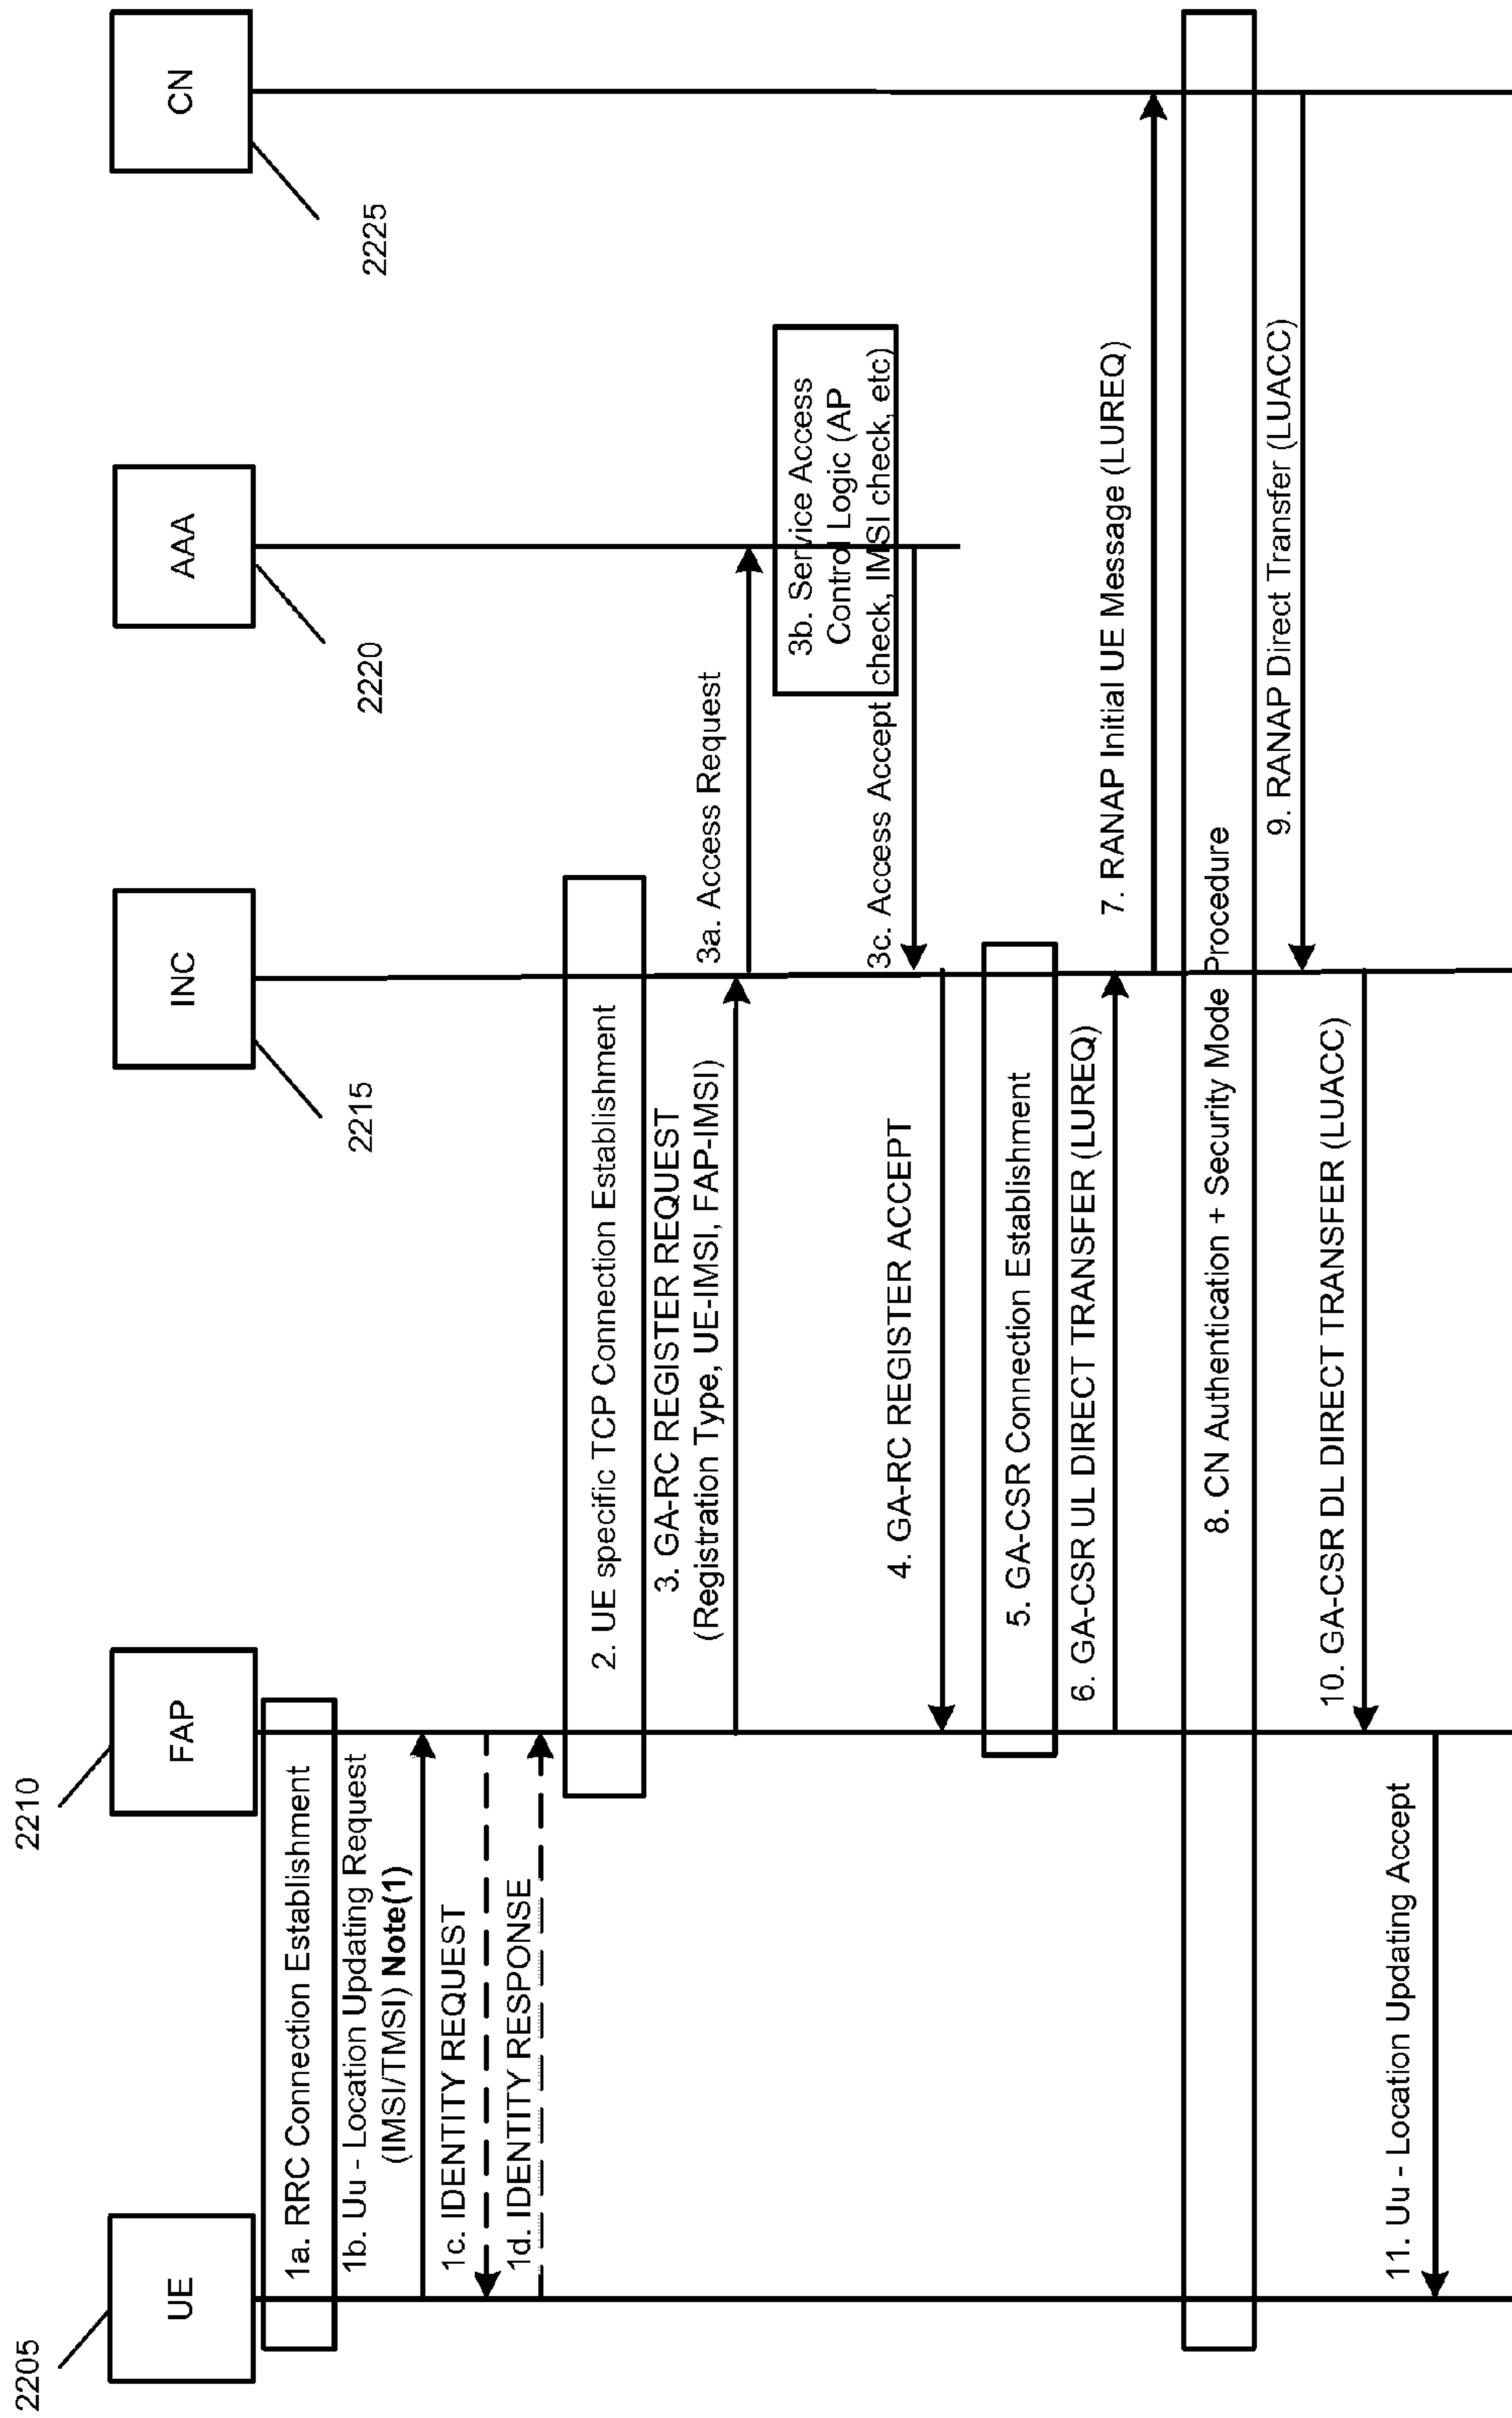 2205
2210
UE
FAP
INC
AAA
CN
2215
2220
2225
1a. RRC Connection Establishment
1b. Uu - Location Updating Request
(IMSI/TMSI) Note(1)
1c. IDENTITY REQUEST
1d. IDENTITY RESPONSE
2. UE specific TCP Connection Establishment
3. GA-RC REGISTER REQUEST
(Registration Type, UE-IMSI, FAP-IMSI)
3a. Access Request
3b. Service Access
Control Logic (AP
check, IMSI check, etc)
3c. Access Accept
4. GA-RC REGISTER ACCEPT
5. GA-CSR Connection Establishment
6. GA-CSR UL DIRECT TRANSFER (LUREQ)
7. RANAP Initial UE Message (LUREQ)
8. CN Authentication + Security Mode Procedure
9. RANAP Direct Transfer (LUACC)
10. GA-CSR DL DIRECT TRANSFER (LUACC)
11. Uu - Location Updating Accept